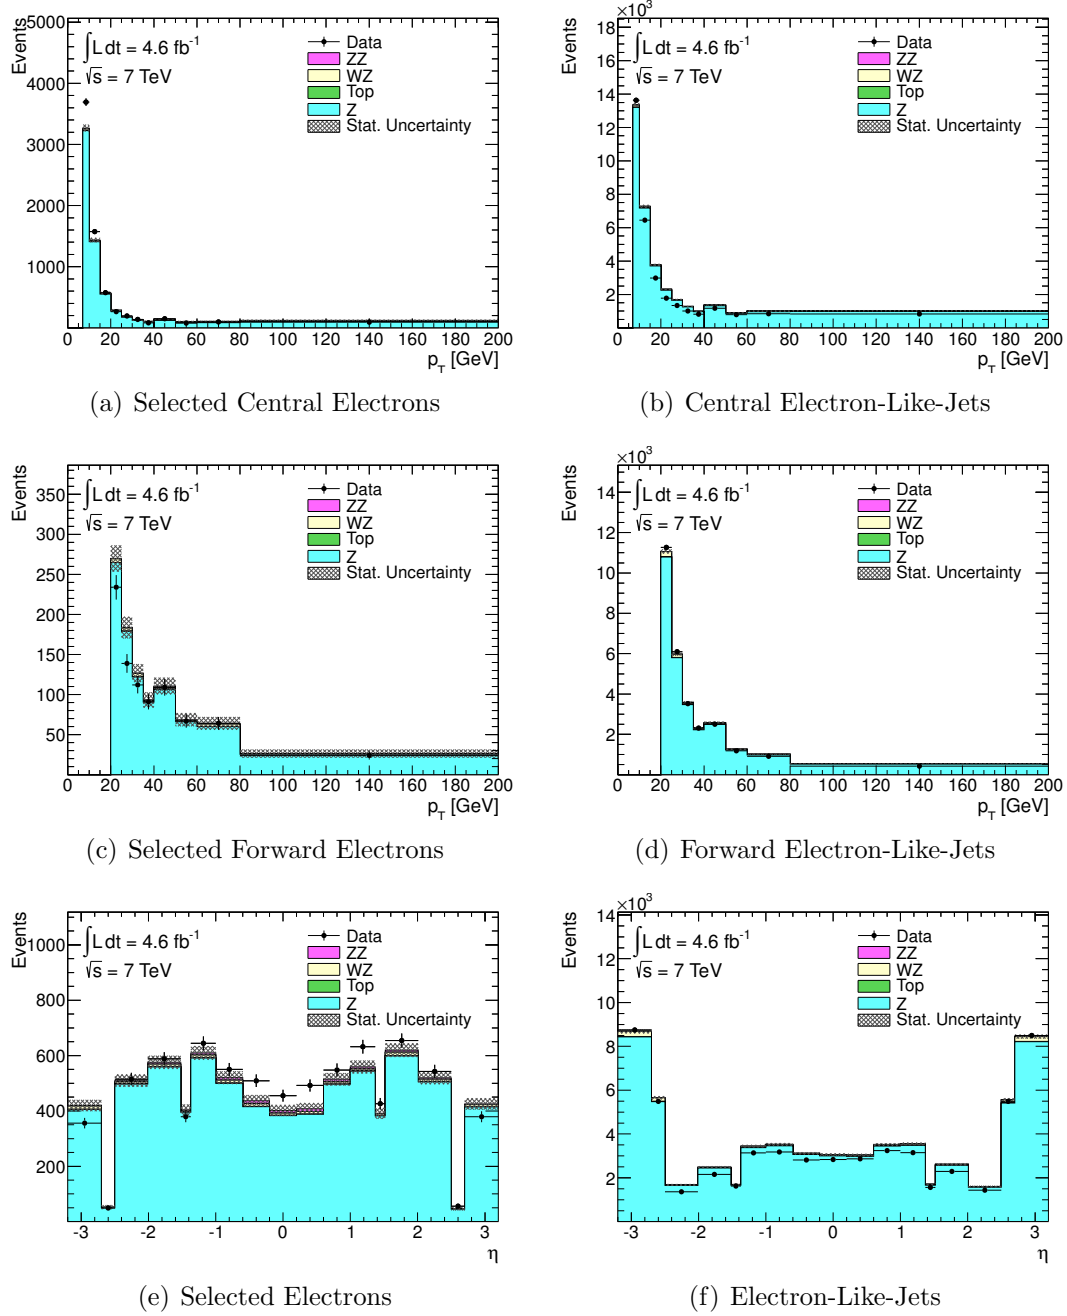 Events
5000
4000
3000
2000
1000
∫L dt = 4.6 fb⁻¹
√s = 7 TeV
Data
ZZ
WZ
Top
Z
Stat. Uncertainty
0 20 40 60 80 100 120 140 160 180 200
p_T [GeV]
(a) Selected Central Electrons
×10³
Events
18
16
14
12
10
8
6
4
2
∫L dt = 4.6 fb⁻¹
√s = 7 TeV
Data
ZZ
WZ
Top
Z
Stat. Uncertainty
0 20 40 60 80 100 120 140 160 180 200
p_T [GeV]
(b) Central Electron-Like-Jets
Events
350
300
250
200
150
100
50
∫L dt = 4.6 fb⁻¹
√s = 7 TeV
Data
ZZ
WZ
Top
Z
Stat. Uncertainty
0 20 40 60 80 100 120 140 160 180 200
p_T [GeV]
(c) Selected Forward Electrons
×10³
Events
14
12
10
8
6
4
2
∫L dt = 4.6 fb⁻¹
√s = 7 TeV
Data
ZZ
WZ
Top
Z
Stat. Uncertainty
0 20 40 60 80 100 120 140 160 180 200
p_T [GeV]
(d) Forward Electron-Like-Jets
Events
1000
800
600
400
200
∫L dt = 4.6 fb⁻¹
√s = 7 TeV
Data
ZZ
WZ
Top
Z
Stat. Uncertainty
-3 -2 -1 0 1 2 3
η
(e) Selected Electrons
×10³
Events
14
12
10
8
6
4
2
∫L dt = 4.6 fb⁻¹
√s = 7 TeV
Data
ZZ
WZ
Top
Z
Stat. Uncertainty
-3 -2 -1 0 1 2 3
η
(f) Electron-Like-Jets